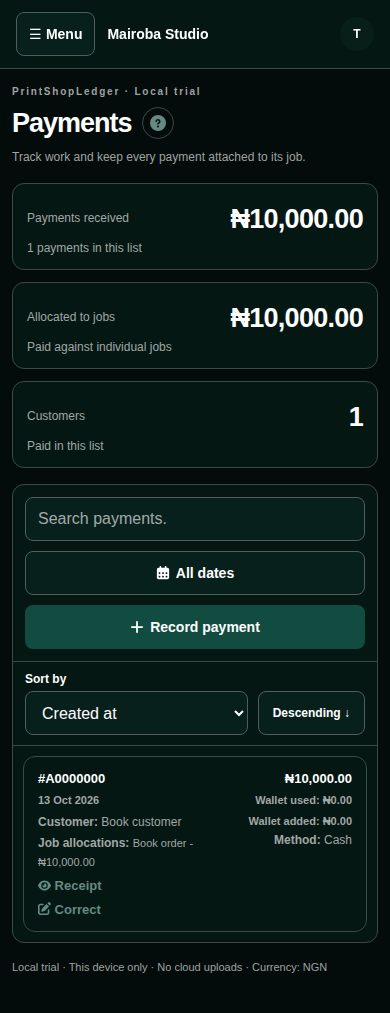 ☰ Menu Mairoba Studio T
PrintShopLedger · Local trial
Payments ?
Track work and keep every payment attached to its job.
Payments received ₦10,000.00
1 payments in this list
Allocated to jobs ₦10,000.00
Paid against individual jobs
Customers 1
Paid in this list
Search payments.
All dates
+ Record payment
Sort by
Created at Descending ↓
#A0000000 ₦10,000.00
13 Oct 2026 Wallet used: ₦0.00
Customer: Book customer Wallet added: ₦0.00
Job allocations: Book order - Method: Cash
₦10,000.00
Receipt
Correct
Local trial · This device only · No cloud uploads · Currency: NGN